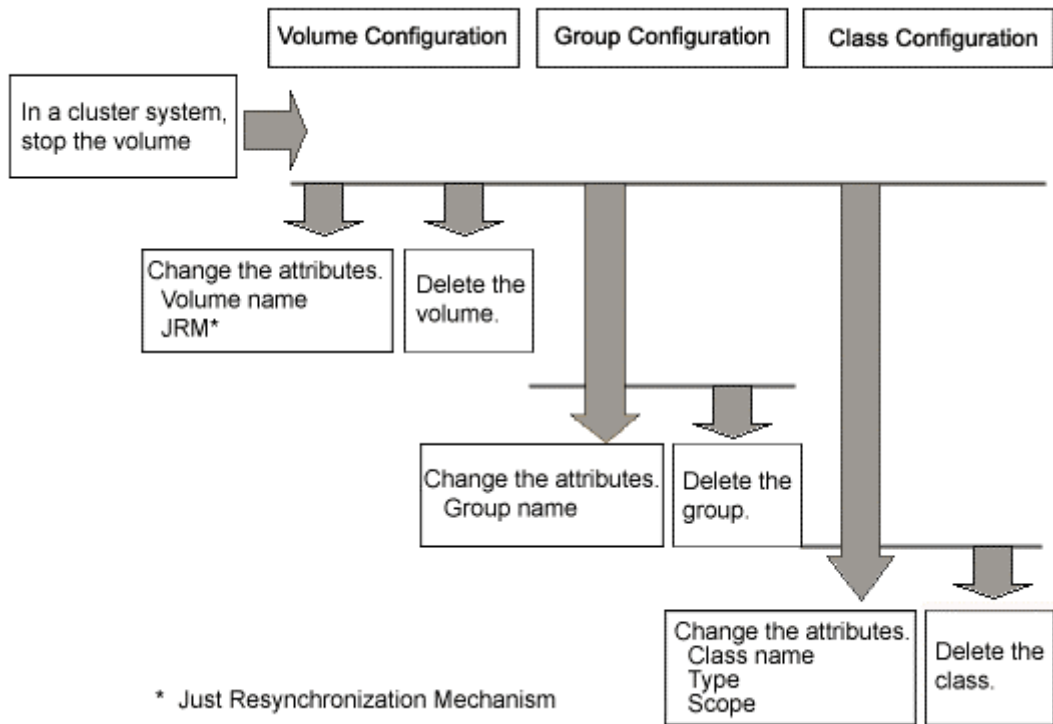 Volume Configuration
Group Configuration
Class Configuration
In a cluster system,
stop the volume
Change the attributes.
Volume name
JRM*
Delete the
volume.
Change the attributes.
Group name
Delete the
group.
Change the attributes.
Class name
Type
Scope
Delete the
class.
* Just Resynchronization Mechanism